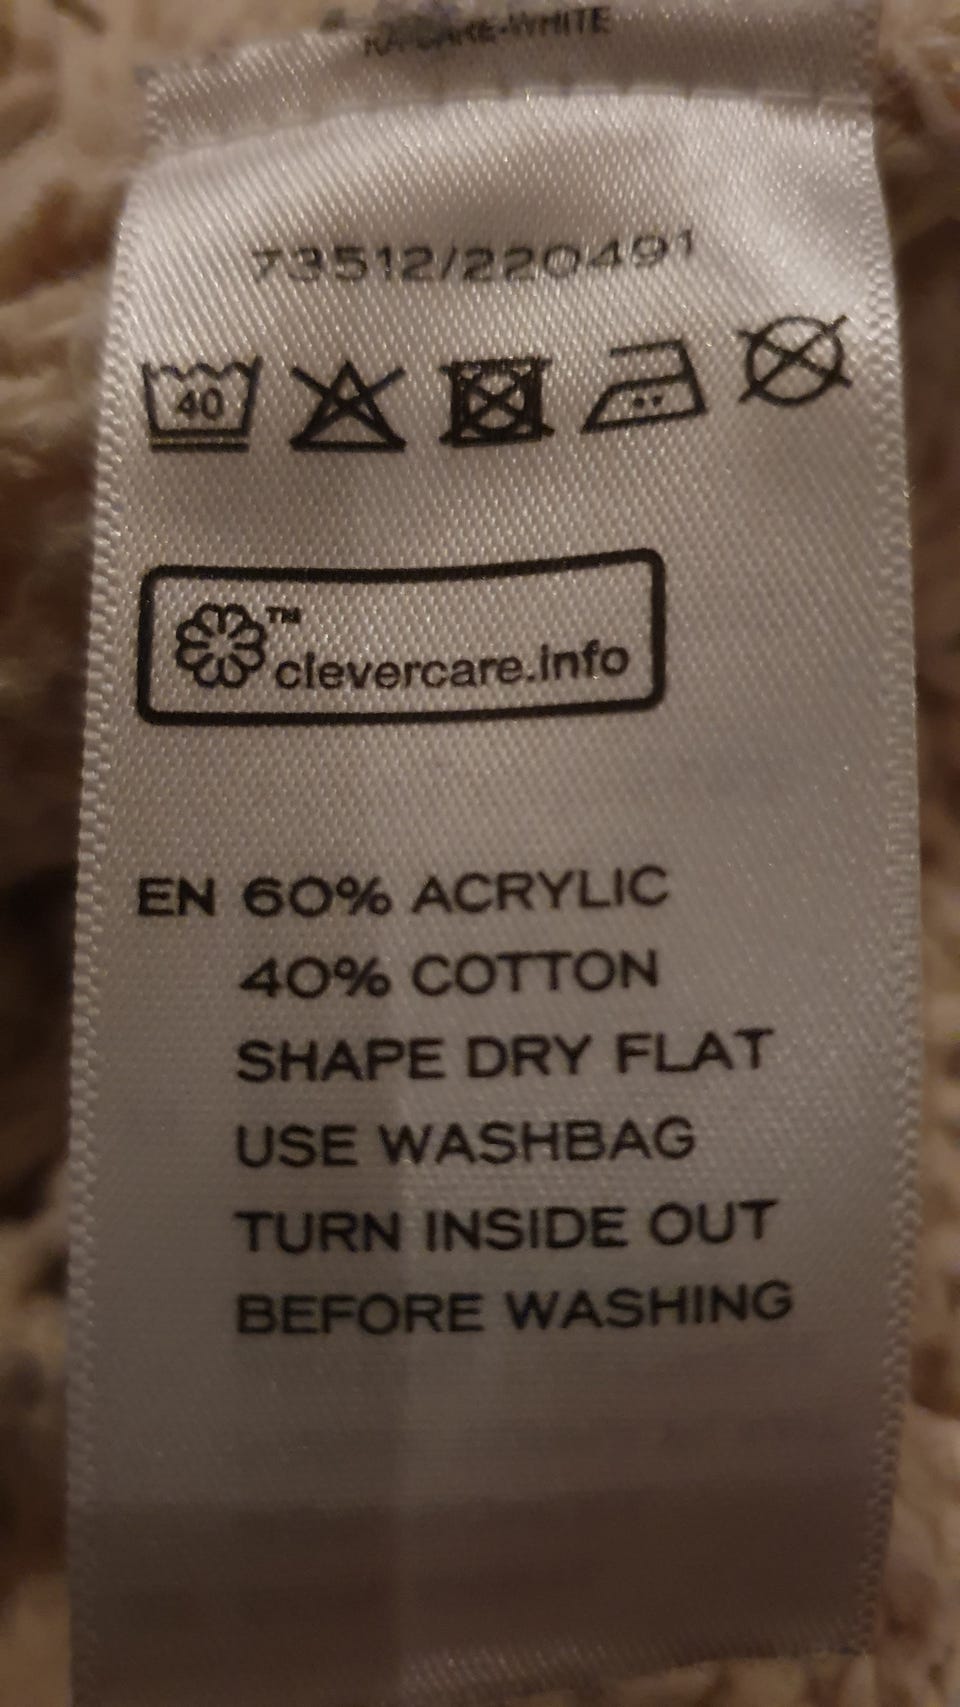 73512/220491
40
™
clevercare.info
EN 60% ACRYLIC
40% COTTON
SHAPE DRY FLAT
USE WASHBAG
TURN INSIDE OUT
BEFORE WASHING